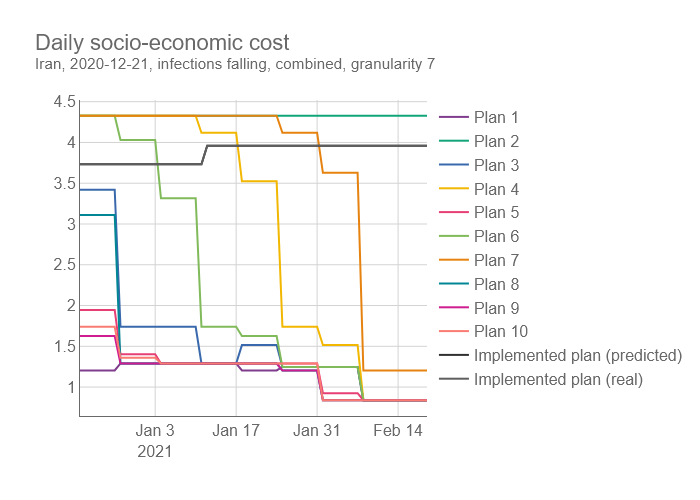 Daily socio-economic cost
Iran, 2020-12-21, infections falling, combined, granularity 7
4.5
4
3.5
3
2.5
2
1.5
1
Jan 3
2021
Jan 17
Jan 31
Feb 14
Plan 1
Plan 2
Plan 3
Plan 4
Plan 5
Plan 6
Plan 7
Plan 8
Plan 9
Plan 10
Implemented plan (predicted)
Implemented plan (real)